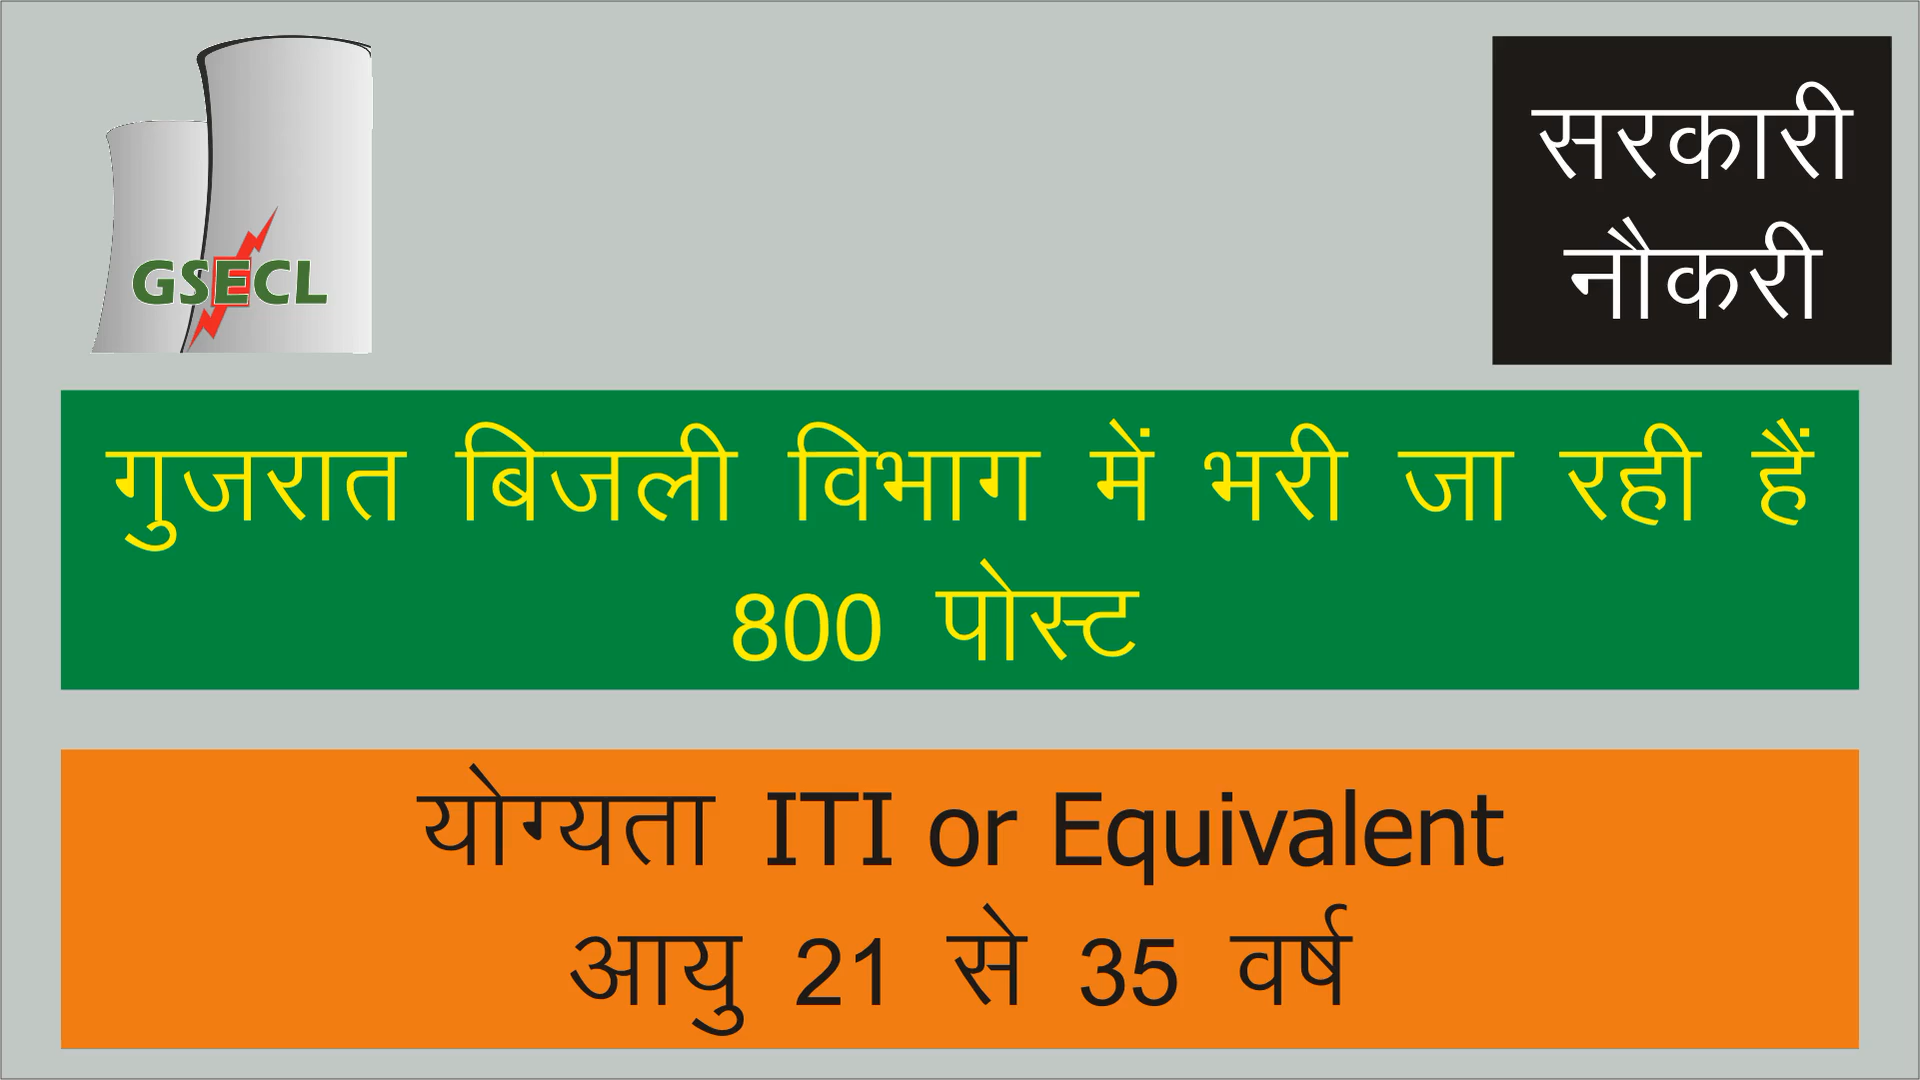 GSECL
सरकारी
नौकरी
गुजरात बिजली विभाग में भरी जा रही हैं
800 पोस्ट
योग्यता ITI or Equivalent
आयु 21 से 35 वर्ष